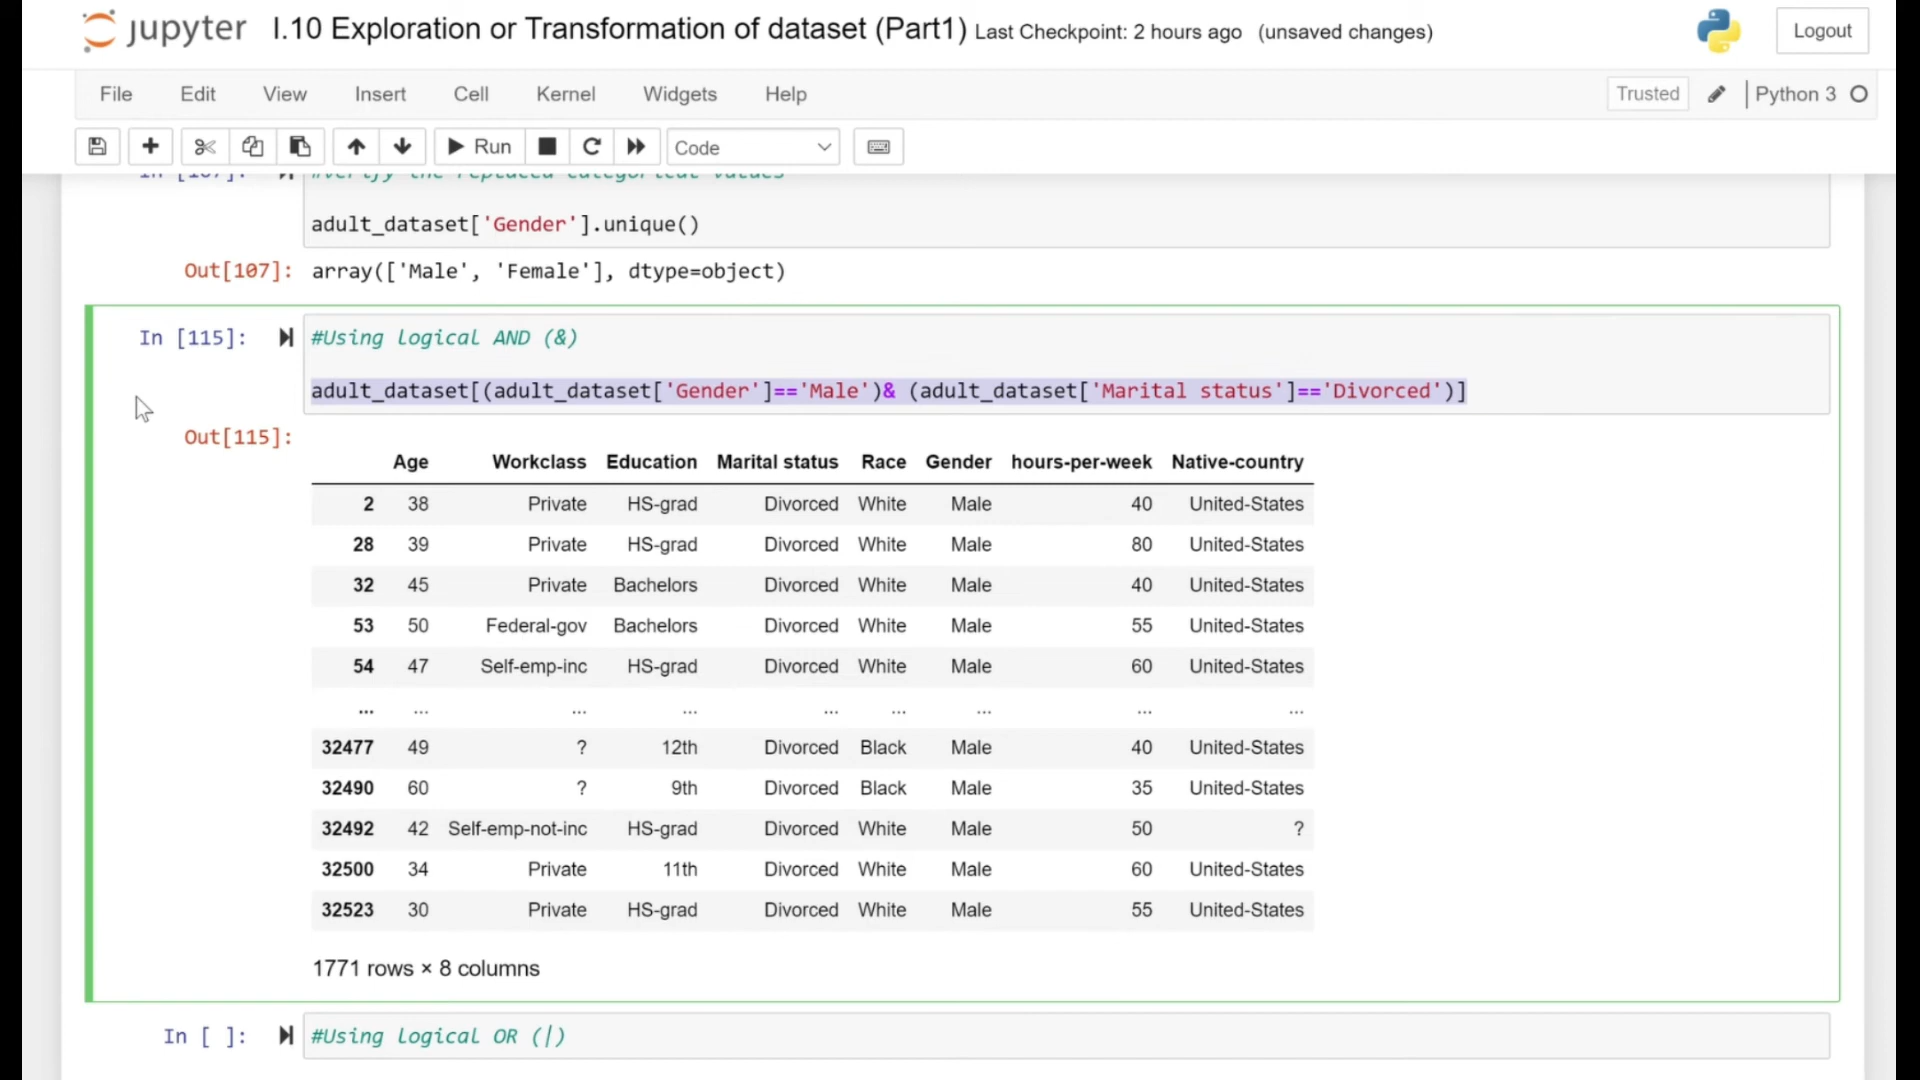 jupyter I.10 Exploration or Transformation of dataset (Part1) Last Checkpoint: 2 hours ago (unsaved changes) Logout
File Edit View Insert Cell Kernel Widgets Help Trusted Python 3
Run Code
In [107]: #Verify the replaced categorical values
adult_dataset['Gender'].unique()
Out[107]: array(['Male', 'Female'], dtype=object)
In [115]: #Using logical AND (&)
adult_dataset[(adult_dataset['Gender']=='Male')& (adult_dataset['Marital status']=='Divorced')]
Out[115]:
Age Workclass Education Marital status Race Gender hours-per-week Native-country
2 38 Private HS-grad Divorced White Male 40 United-States
28 39 Private HS-grad Divorced White Male 80 United-States
32 45 Private Bachelors Divorced White Male 40 United-States
53 50 Federal-gov Bachelors Divorced White Male 55 United-States
54 47 Self-emp-inc HS-grad Divorced White Male 60 United-States
... ... ... ... ... ... ... ... ...
32477 49 ? 12th Divorced Black Male 40 United-States
32490 60 ? 9th Divorced Black Male 35 United-States
32492 42 Self-emp-not-inc HS-grad Divorced White Male 50 ?
32500 34 Private 11th Divorced White Male 60 United-States
32523 30 Private HS-grad Divorced White Male 55 United-States
1771 rows × 8 columns
In [ ]: #Using logical OR (|)